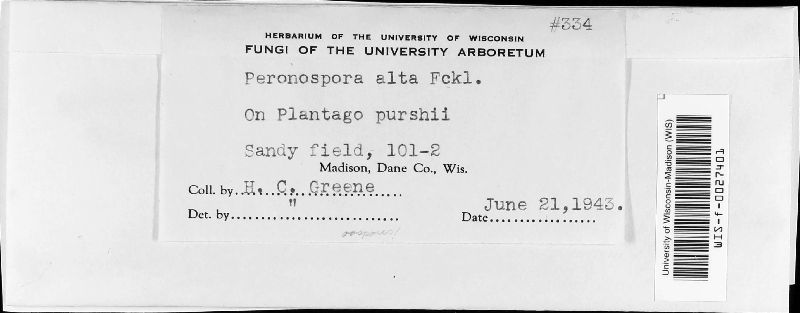 #334
HERBARIUM OF THE UNIVERSITY OF WISCONSIN
FUNGI OF THE UNIVERSITY ARBORETUM
Peronospora alta Fckl.
On Plantago purshii
Sandy field, 101-2
Madison, Dane Co., Wis.
Coll. by H. C. Greene
Det. by " 
Date June 21, 1943.
oospores!
University of Wisconsin-Madison (WIS)
WIS-f-0027401